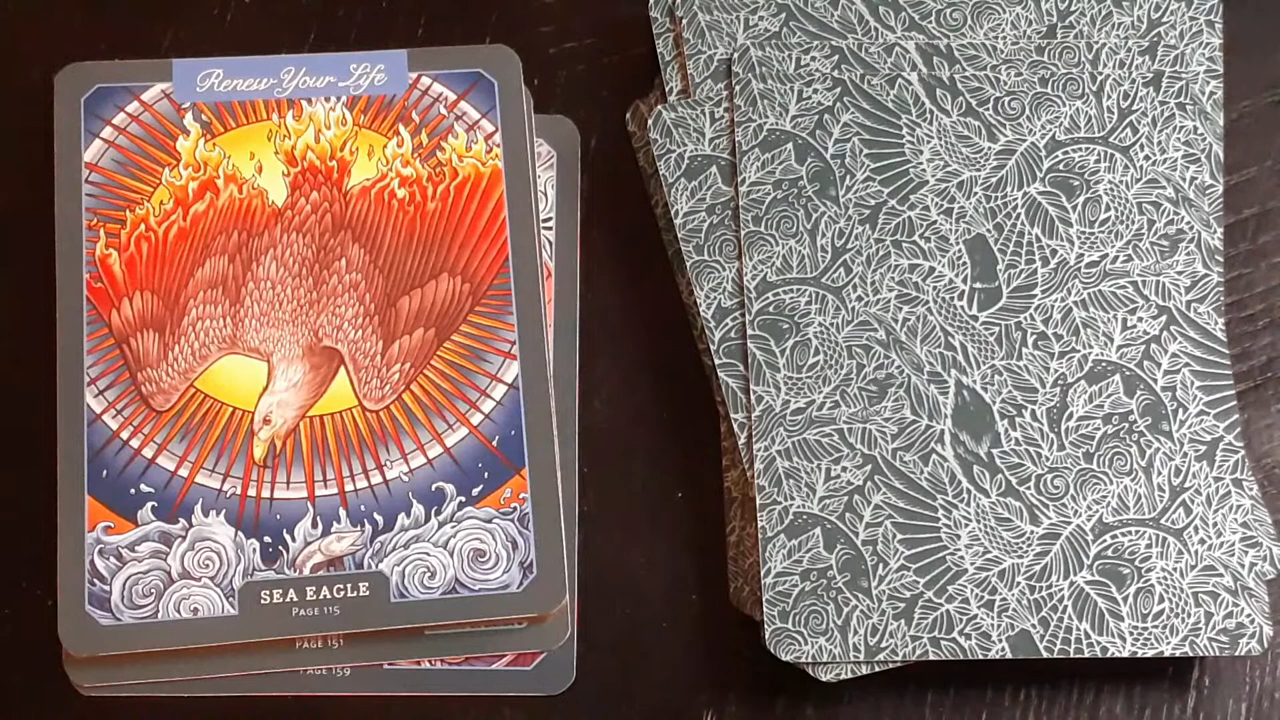 Renew Your Life
SEA EAGLE
PAGE 115
PAGE 151
PAGE 159